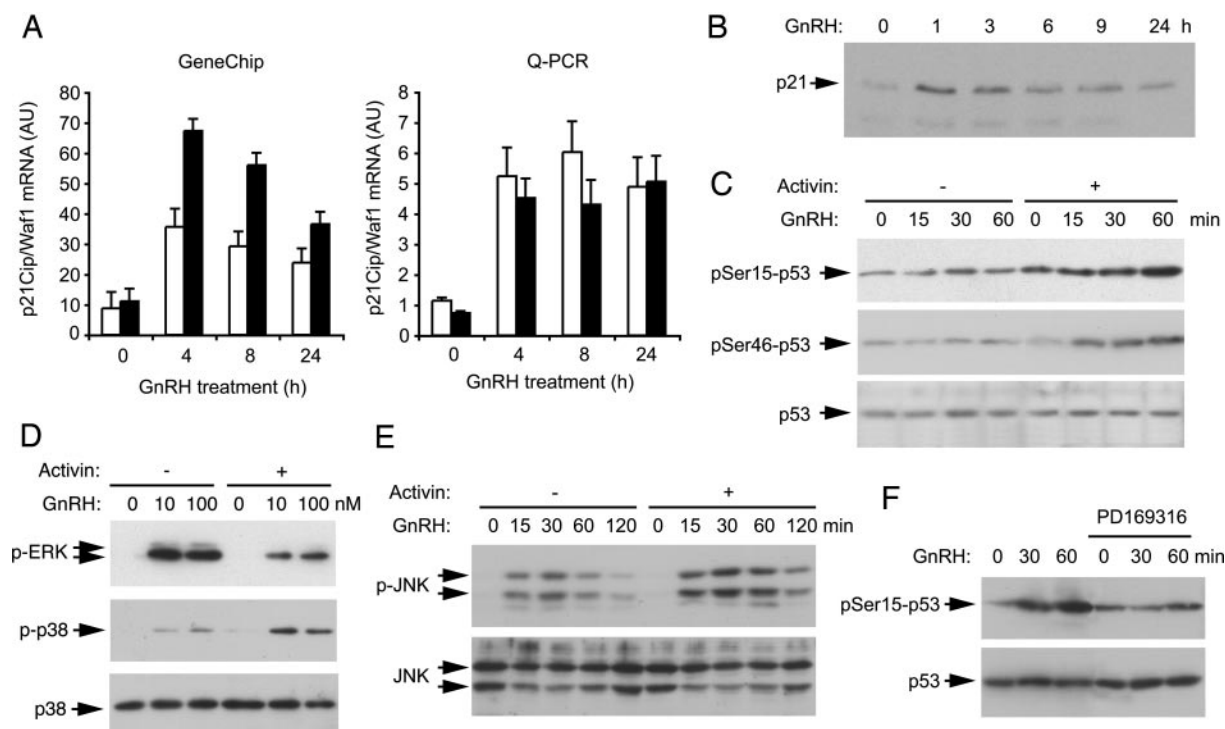 A
GeneChip
p21Cip/Waf1 mRNA (AU)
80
70
60
50
40
30
20
10
0
0 4 8 24
GnRH treatment (h)
Q-PCR
p21Cip/Waf1 mRNA (AU)
8
7
6
5
4
3
2
1
0
0 4 8 24
GnRH treatment (h)
B
GnRH: 0 1 3 6 9 24 h
p21
C
Activin: - +
GnRH: 0 15 30 60 0 15 30 60 min
pSer15-p53
pSer46-p53
p53
D
Activin: - +
GnRH: 0 10 100 0 10 100 nM
p-ERK
p-p38
p38
E
Activin: - +
GnRH: 0 15 30 60 120 0 15 30 60 120 min
p-JNK
JNK
F
PD169316
GnRH: 0 30 60 0 30 60 min
pSer15-p53
p53